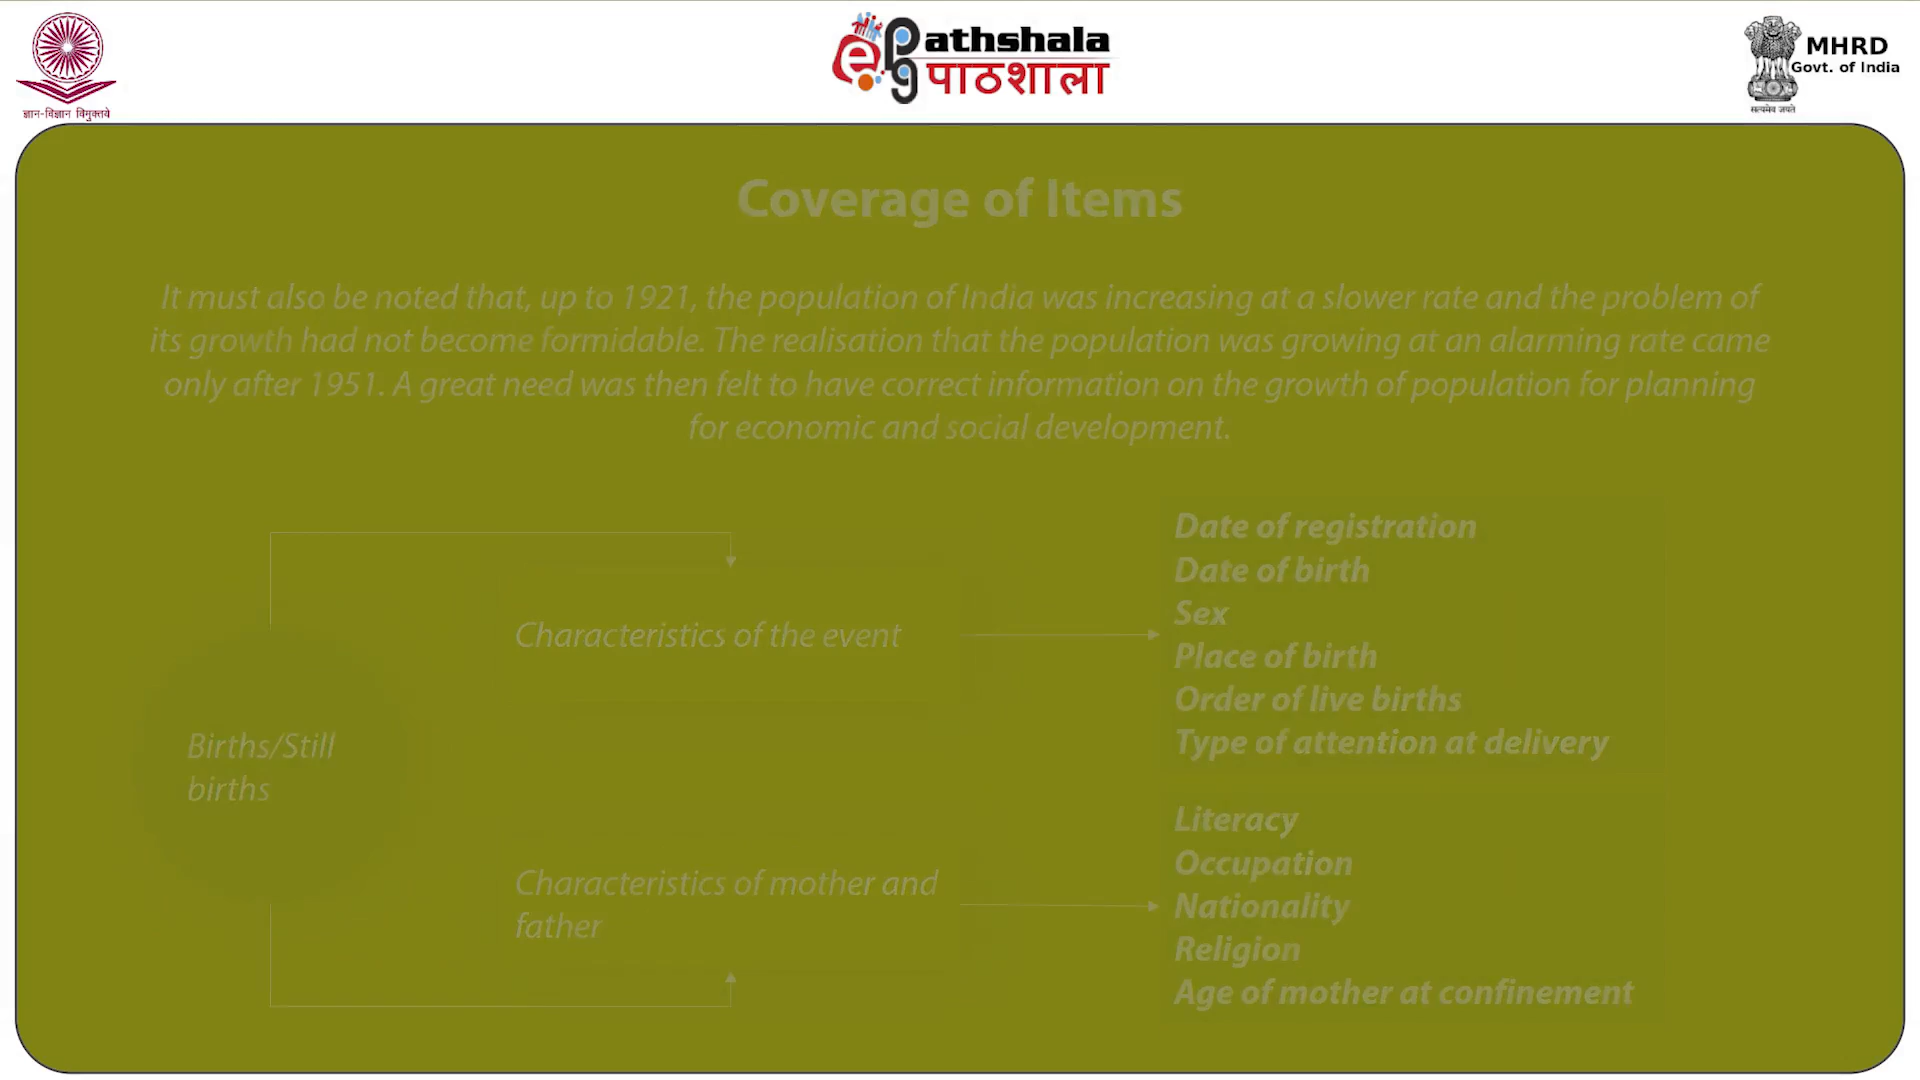 ज्ञान-विज्ञान विमुक्तये
e
Pg
athshala
पाठशाला
MHRD
Govt. of India
सत्यमेव जयते
Coverage of Items
It must also be noted that, up to 1921, the population of India was increasing at a slower rate and the problem of
its growth had not become formidable. The realisation that the population was growing at an alarming rate came
only after 1951. A great need was then felt to have correct information on the growth of population for planning
for economic and social development.
Births/Still
births
Characteristics of the event
Date of registration
Date of birth
Sex
Place of birth
Order of live births
Type of attention at delivery
Characteristics of mother and
father
Literacy
Occupation
Nationality
Religion
Age of mother at confinement